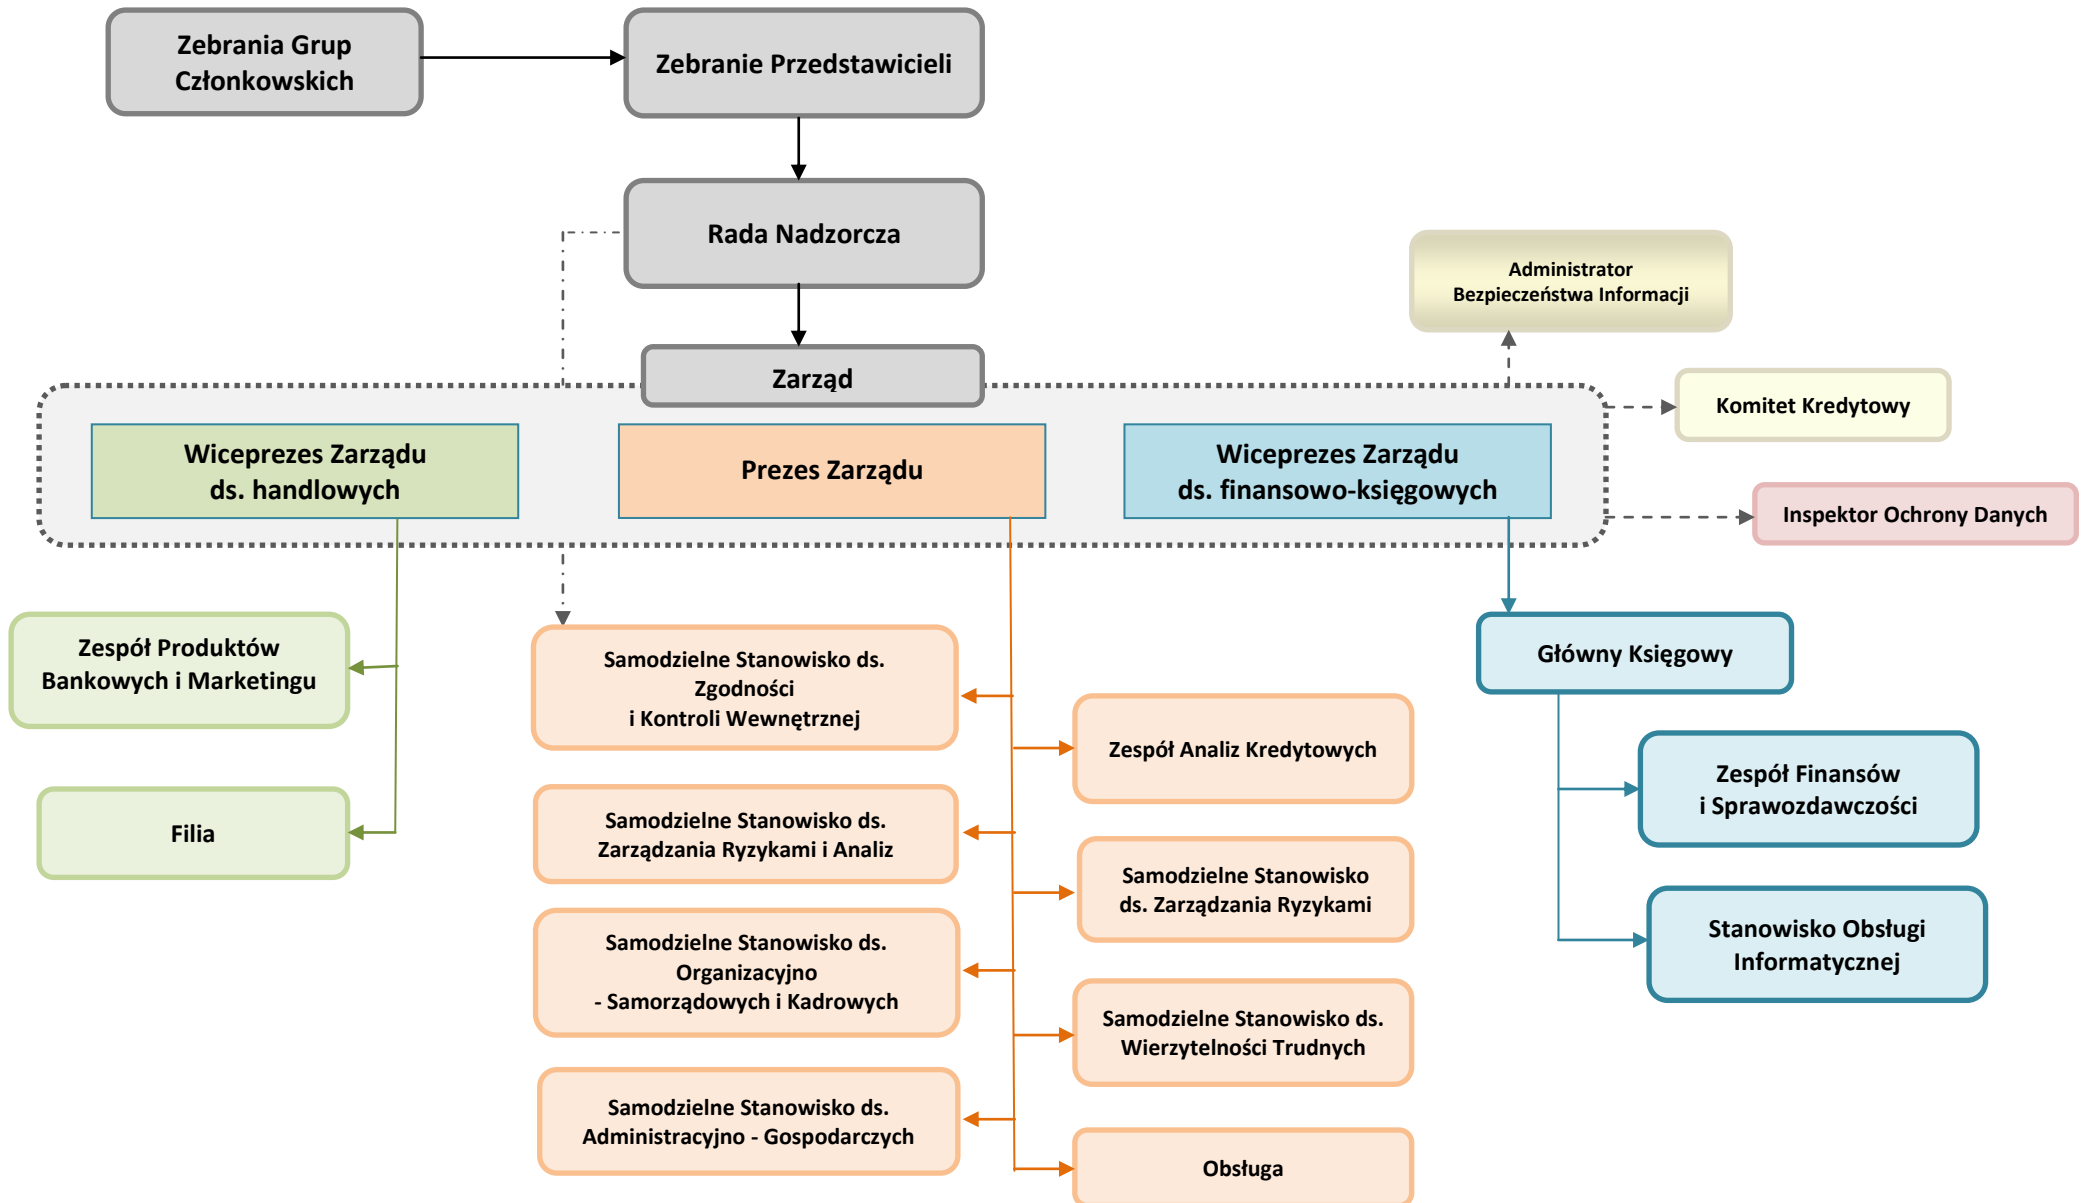 Zebrania Grup
Członkowskich
Zebranie Przedstawicieli
Rada Nadzorcza
Administrator
Bezpieczeństwa Informacji
Zarząd
Komitet Kredytowy
Wiceprezes Zarządu
ds. handlowych
Prezes Zarządu
Wiceprezes Zarządu
ds. finansowo-księgowych
Inspektor Ochrony Danych
Zespół Produktów
Bankowych i Marketingu
Filia
Samodzielne Stanowisko ds.
Zgodności
i Kontroli Wewnętrznej
Samodzielne Stanowisko ds.
Zarządzania Ryzykami i Analiz
Samodzielne Stanowisko ds.
Organizacyjno
- Samorządowych i Kadrowych
Samodzielne Stanowisko ds.
Administracyjno - Gospodarczych
Zespół Analiz Kredytowych
Samodzielne Stanowisko
ds. Zarządzania Ryzykami
Samodzielne Stanowisko ds.
Wierzytelności Trudnych
Obsługa
Główny Księgowy
Zespół Finansów
i Sprawozdawczości
Stanowisko Obsługi
Informatycznej